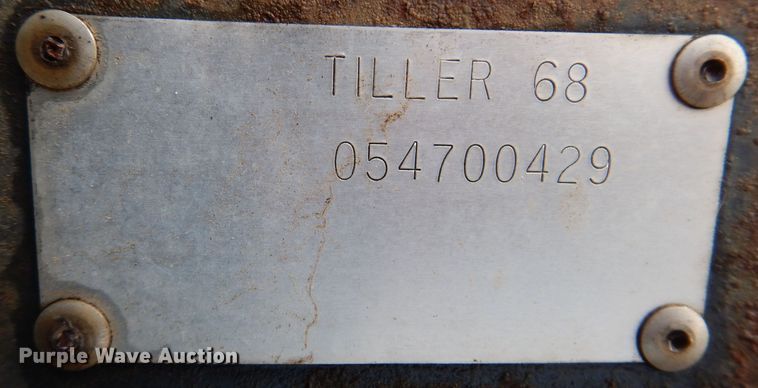 TILLER 68
054700429
Purple Wave Auction